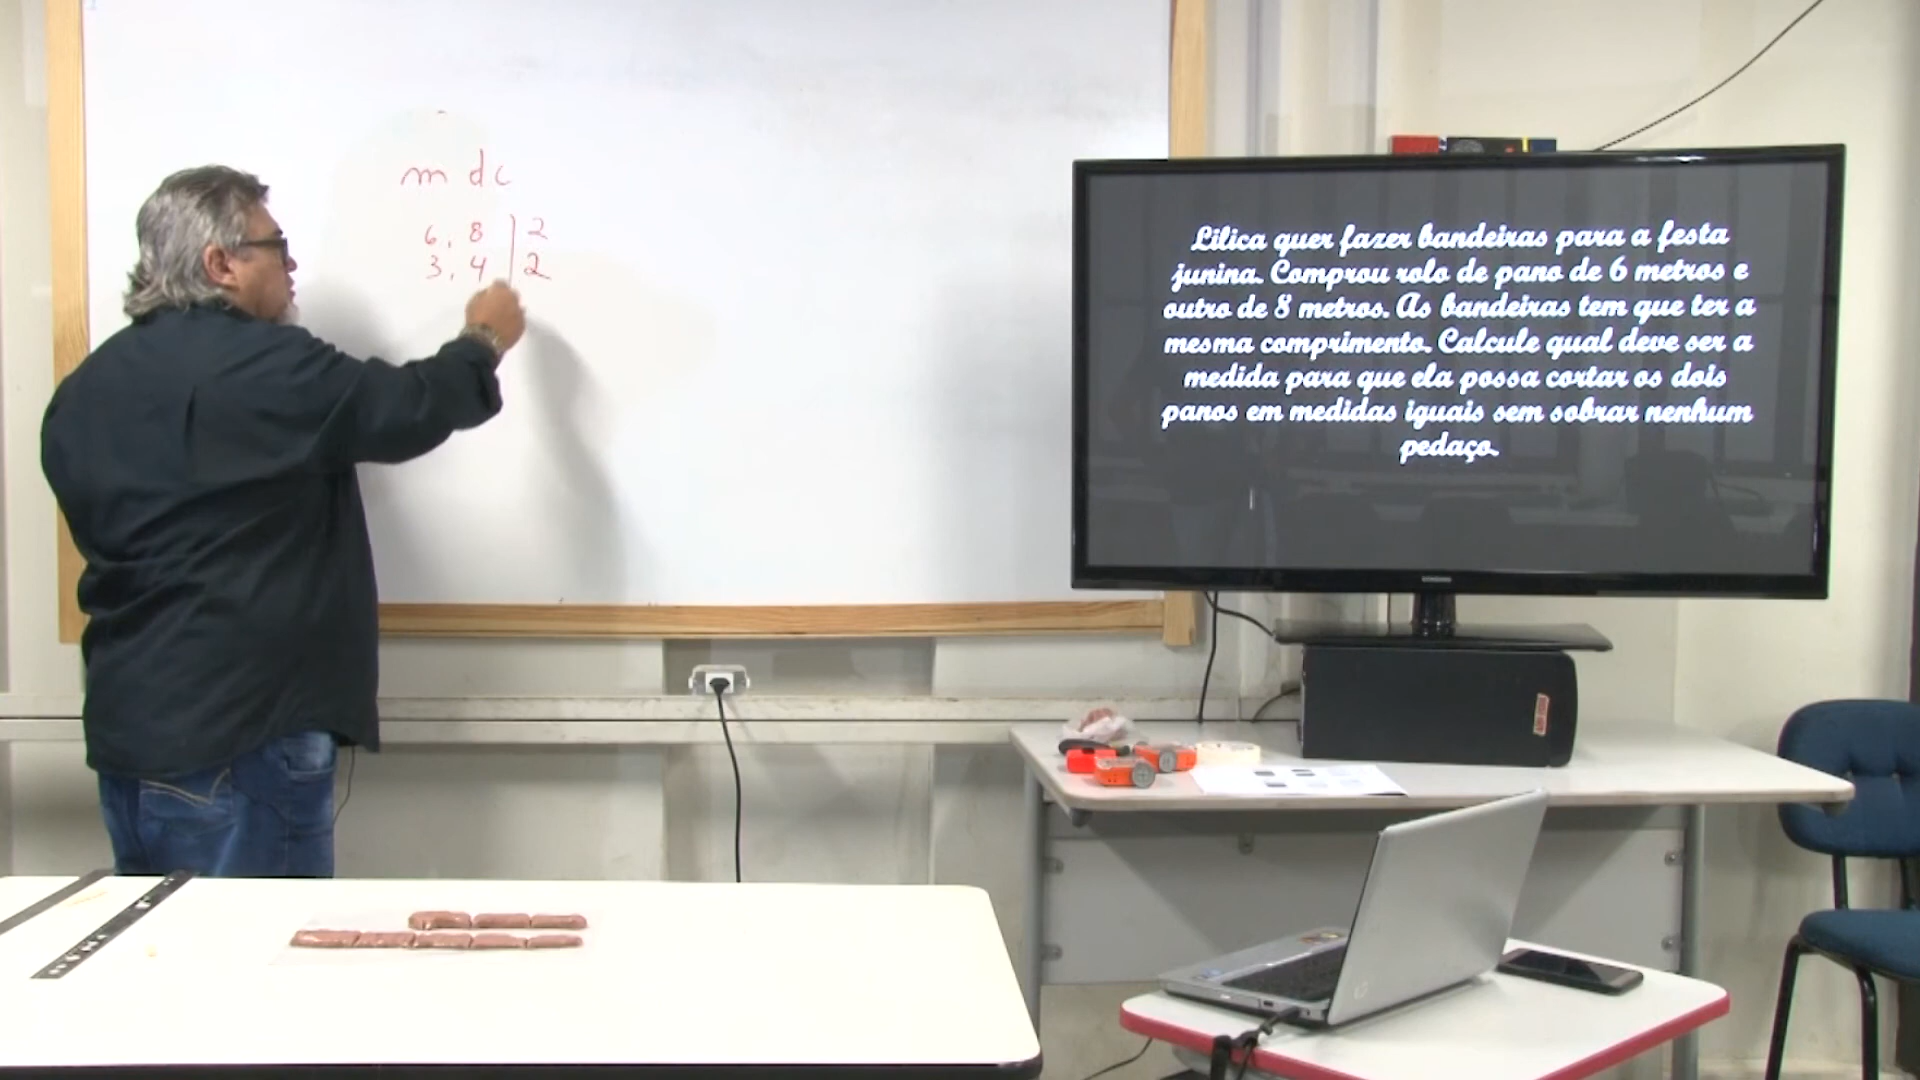 m d c
6, 8 | 2
3, 4 | 2
Lilica quer fazer bandeiras para a festa
junina. Comprou rolo de pano de 6 metros e
outro de 8 metros. As bandeiras tem que ter a
mesma comprimento. Calcule qual deve ser a
medida para que ela possa cortar os dois
panos em medidas iguais sem sobrar nenhum
pedaço.
SAMSUNG